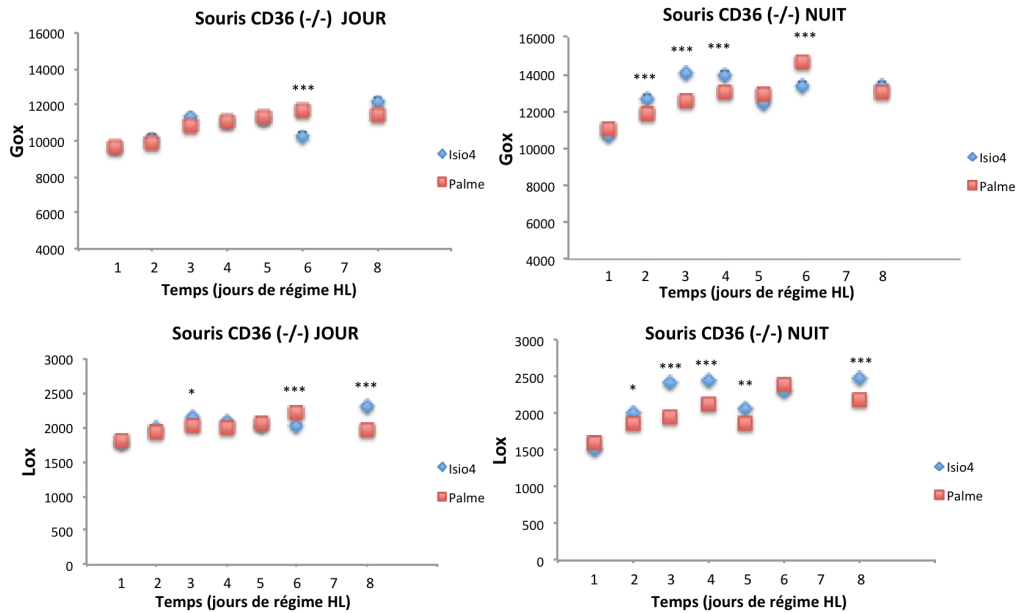 Souris CD36 (-/-) JOUR
16000
14000
12000
10000
8000
6000
4000
Gox
***
1 2 3 4 5 6 7 8
Temps (jours de régime HL)
Isio4
Palme
Souris CD36 (-/-) NUIT
16000
14000
12000
10000
8000
6000
4000
Gox
*** *** *** ***
1 2 3 4 5 6 7 8
Temps (jours de régime HL)
Isio4
Palme
Souris CD36 (-/-) JOUR
3000
2500
2000
1500
1000
500
0
Lox
* *** ***
1 2 3 4 5 6 7 8
Temps (jours de régime HL)
Isio4
Palme
Souris CD36 (-/-) NUIT
3000
2500
2000
1500
1000
500
0
Lox
* *** *** ** ***
1 2 3 4 5 6 7 8
Temps (jours de régime HL)
Isio4
Palme